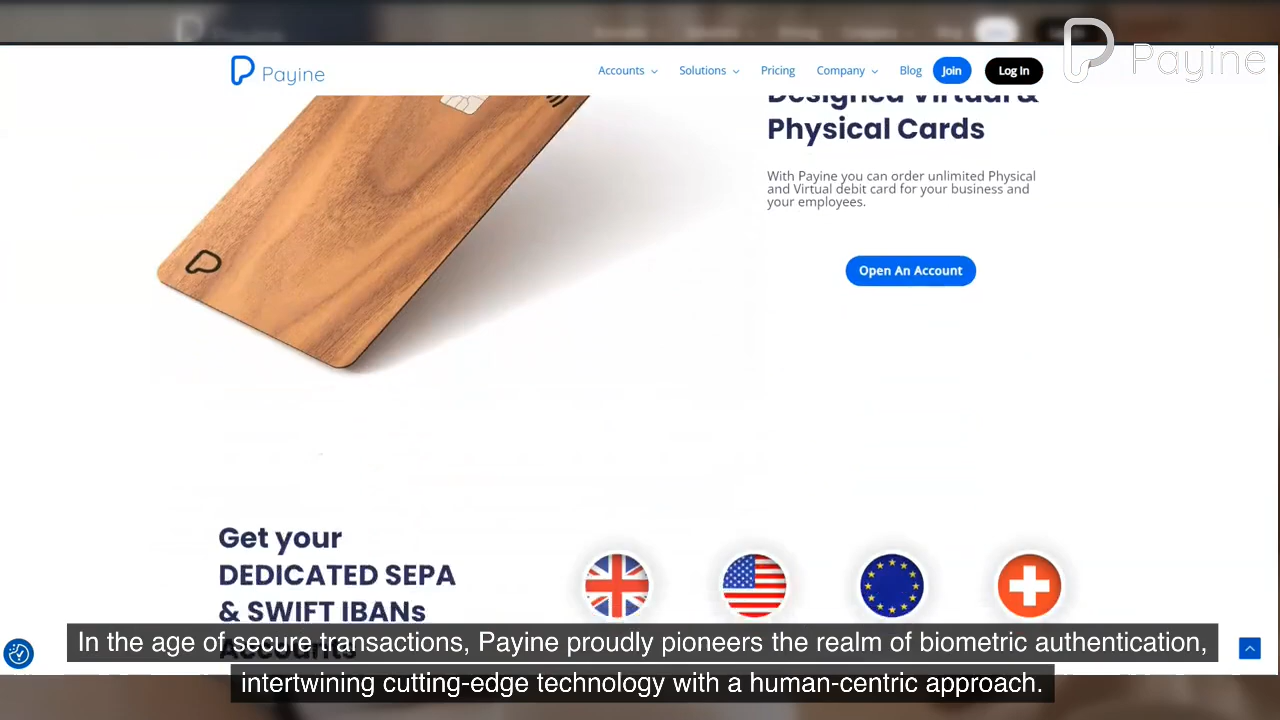 Payine
Payine
Accounts
Solutions
Pricing
Company
Blog
Join
Log In
Designed Virtual &
Physical Cards
With Payine you can order unlimited Physical
and Virtual debit card for your business and
your employees.
Open An Account
Get your
DEDICATED SEPA
& SWIFT IBANs
Accounts
In the age of secure transactions, Payine proudly pioneers the realm of biometric authentication,
intertwining cutting-edge technology with a human-centric approach.